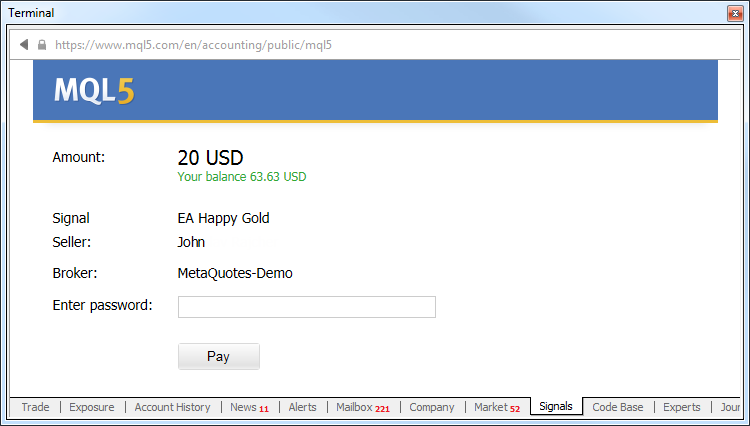 Terminal
https://www.mql5.com/en/accounting/public/mql5
MQL5
Amount: 20 USD
Your balance 63.63 USD
Signal EA Happy Gold
Seller: John
Broker: MetaQuotes-Demo
Enter password:
Pay
Trade | Exposure | Account History | News 11 | Alerts | Mailbox 221 | Company | Market 52 | Signals | Code Base | Experts | Jour